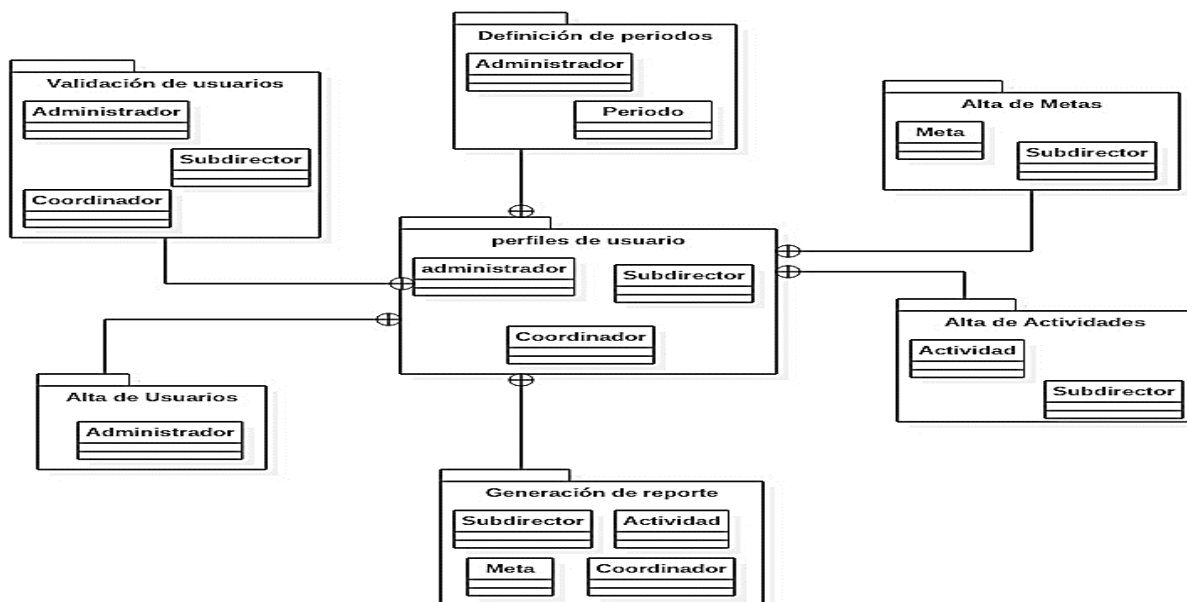 Definición de periodos
Administrador
Periodo
Validación de usuarios
Administrador
Subdirector
Coordinador
Alta de Metas
Meta
Subdirector
perfiles de usuario
administrador
Subdirector
Coordinador
Alta de Actividades
Actividad
Subdirector
Alta de Usuarios
Administrador
Generación de reporte
Subdirector
Actividad
Meta
Coordinador